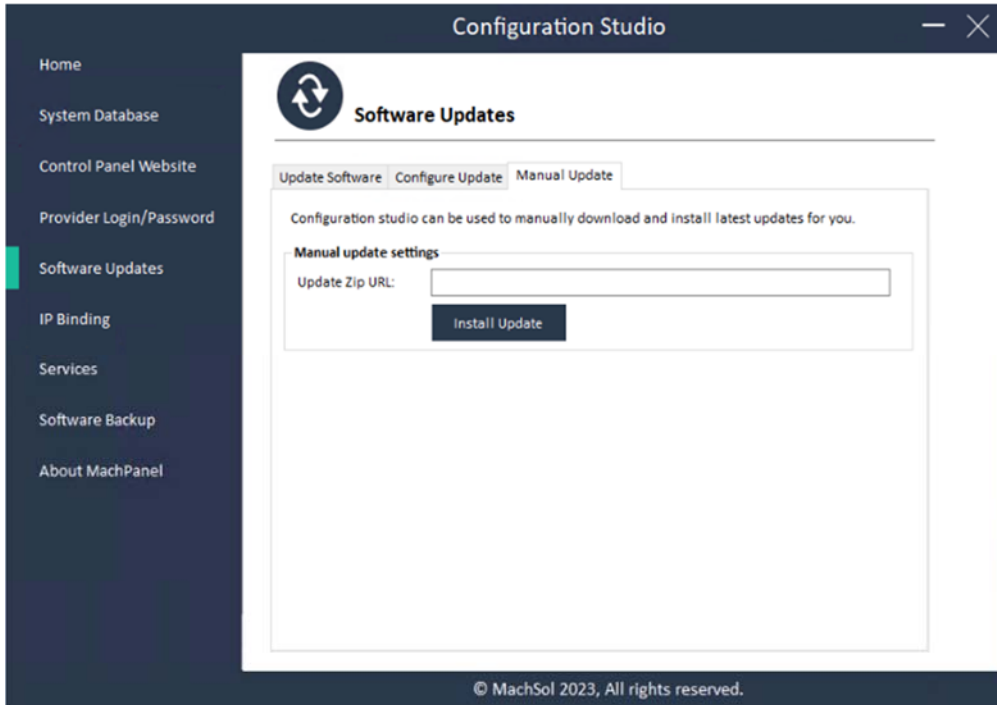 Configuration Studio
Home
System Database
Control Panel Website
Provider Login/Password
Software Updates
IP Binding
Services
Software Backup
About MachPanel
Software Updates
Update Software
Configure Update
Manual Update
Configuration studio can be used to manually download and install latest updates for you.
Manual update settings
Update Zip URL:
Install Update
© MachSol 2023, All rights reserved.